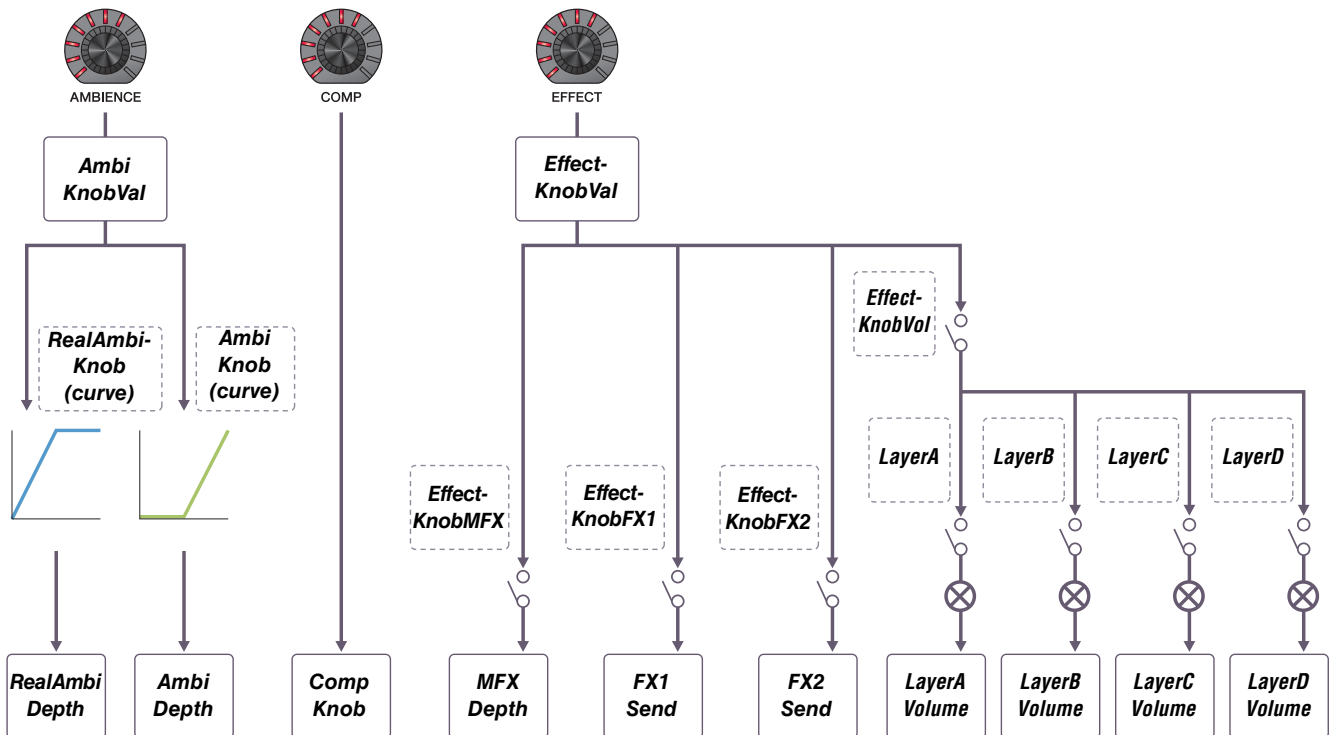 AMBIENCE
COMP
EFFECT
Ambi
KnobVal
Effect-
KnobVal
Effect-
KnobVol
RealAmbi-
Knob
(curve)
Ambi
Knob
(curve)
LayerA
LayerB
LayerC
LayerD
Effect-
KnobMFX
Effect-
KnobFX1
Effect-
KnobFX2
RealAmbi
Depth
Ambi
Depth
Comp
Knob
MFX
Depth
FX1
Send
FX2
Send
LayerA
Volume
LayerB
Volume
LayerC
Volume
LayerD
Volume